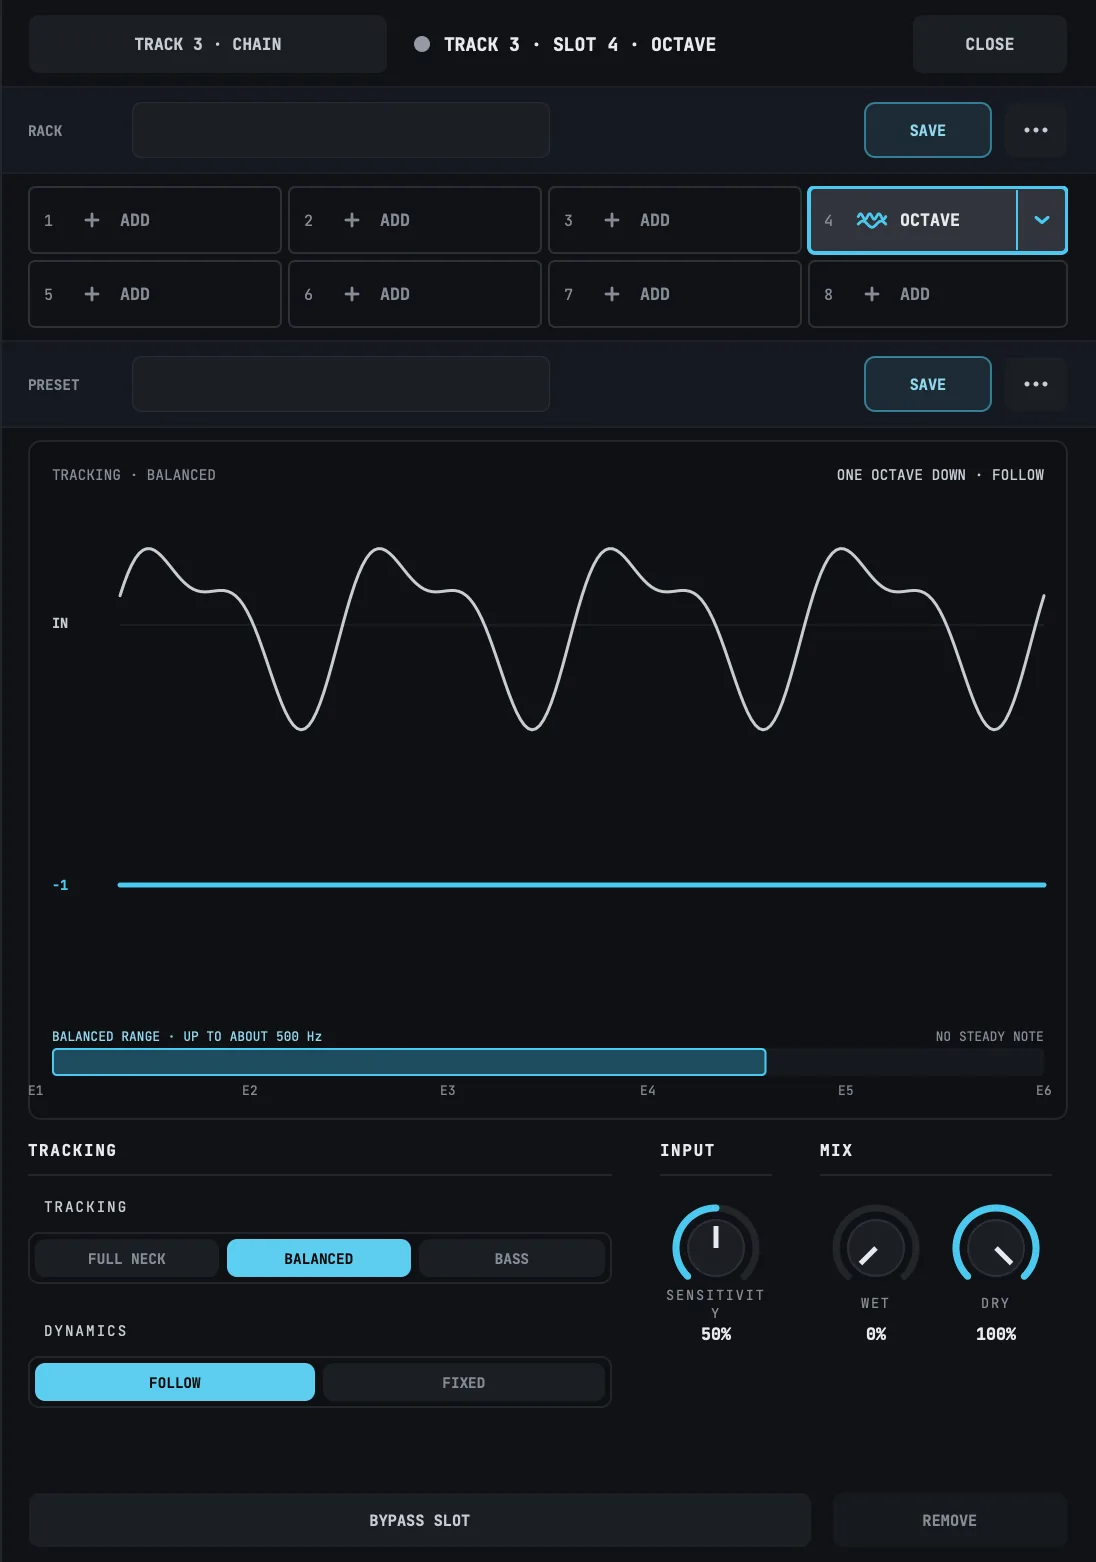 TRACK 3 · CHAIN
TRACK 3 · SLOT 4 · OCTAVE
CLOSE
RACK
SAVE
1 + ADD
2 + ADD
3 + ADD
4 OCTAVE
5 + ADD
6 + ADD
7 + ADD
8 + ADD
PRESET
SAVE
TRACKING · BALANCED
ONE OCTAVE DOWN · FOLLOW
IN
-1
BALANCED RANGE · UP TO ABOUT 500 Hz
NO STEADY NOTE
E1 E2 E3 E4 E5 E6
TRACKING
INPUT
MIX
TRACKING
FULL NECK
BALANCED
BASS
SENSITIVIT
Y
50%
WET
0%
DRY
100%
DYNAMICS
FOLLOW
FIXED
BYPASS SLOT
REMOVE